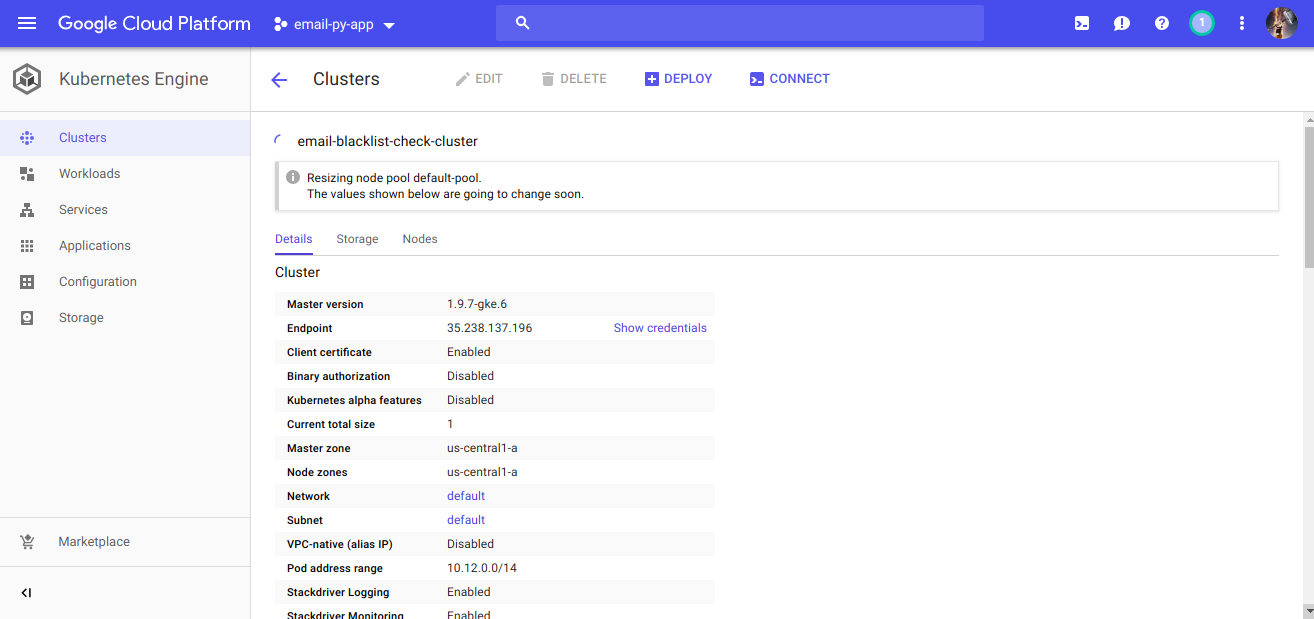 Google Cloud Platform email-py-app 1
Kubernetes Engine
Clusters EDIT DELETE DEPLOY CONNECT
Clusters
Workloads
Services
Applications
Configuration
Storage
Marketplace
email-blacklist-check-cluster
Resizing node pool default-pool.
The values shown below are going to change soon.
Details Storage Nodes
Cluster
Master version 1.9.7-gke.6
Endpoint 35.238.137.196 Show credentials
Client certificate Enabled
Binary authorization Disabled
Kubernetes alpha features Disabled
Current total size 1
Master zone us-central1-a
Node zones us-central1-a
Network default
Subnet default
VPC-native (alias IP) Disabled
Pod address range 10.12.0.0/14
Stackdriver Logging Enabled
Stackdriver Monitoring Enabled